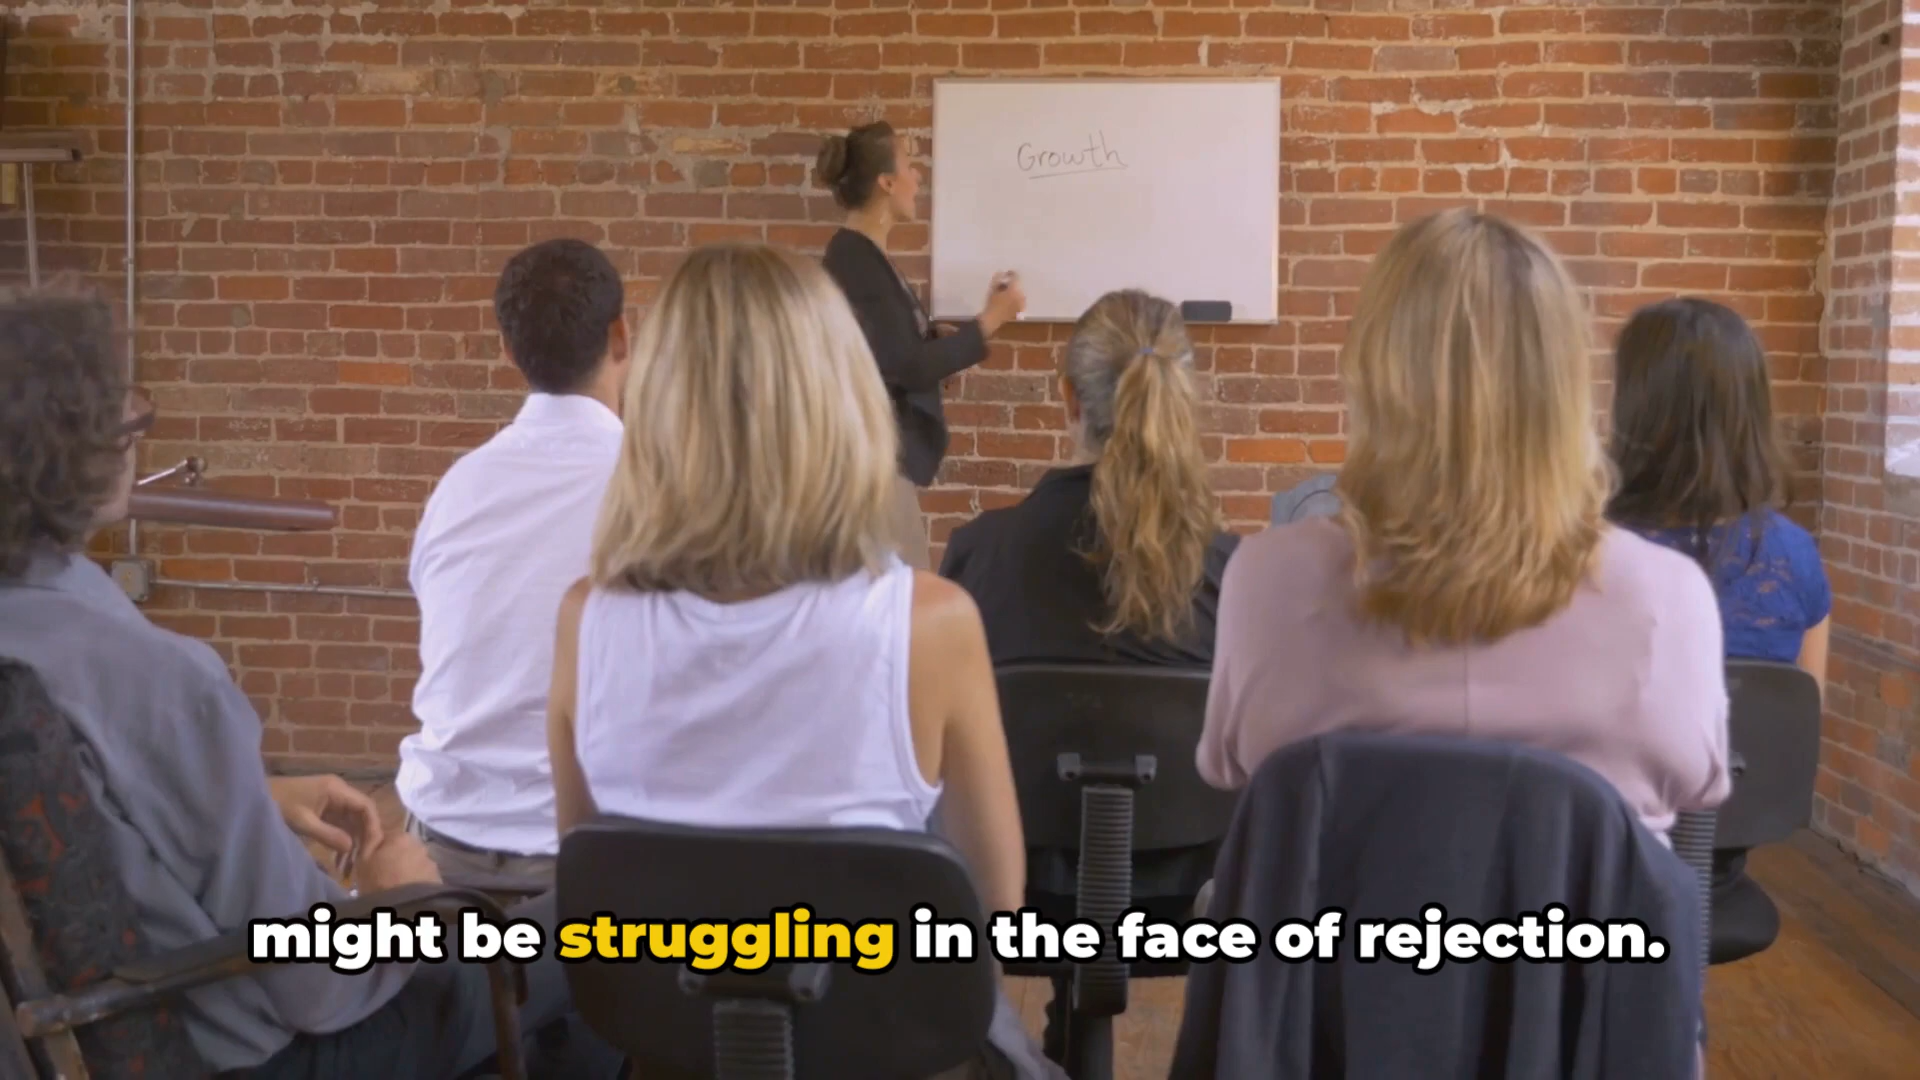 Growth
might be struggling in the face of rejection.